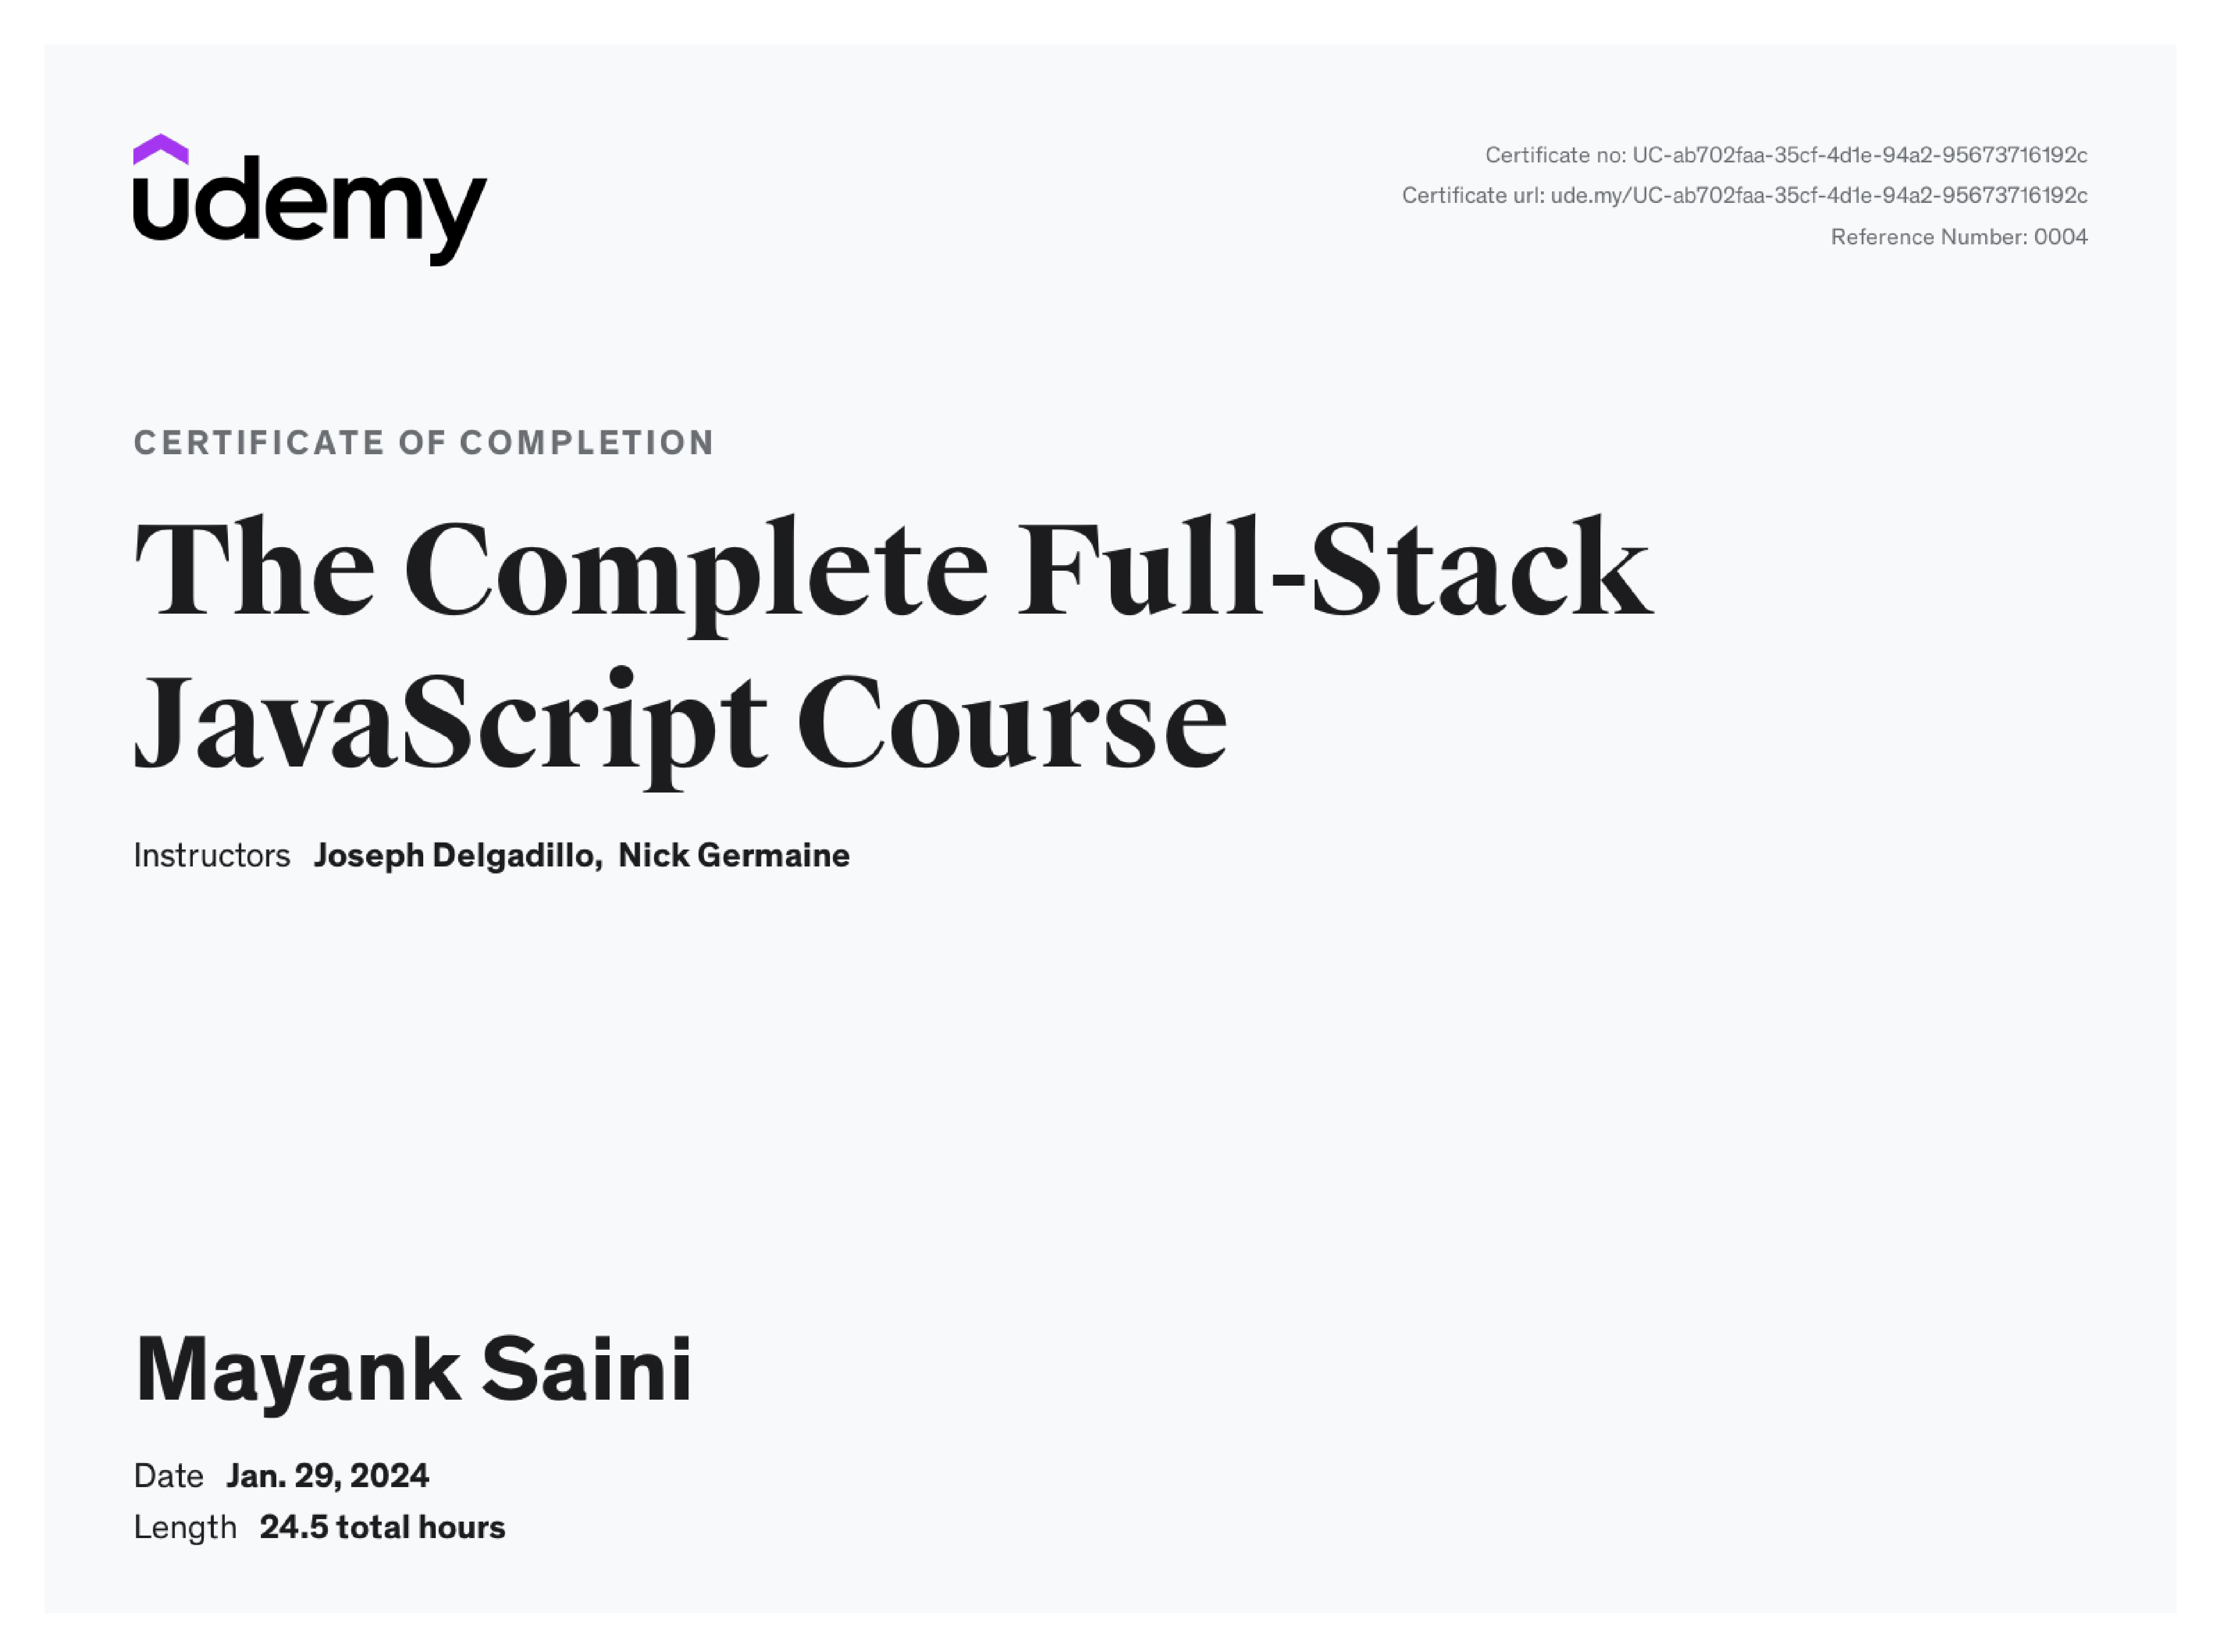 udemy
Certificate no: UC-ab702faa-35cf-4d1e-94a2-95673716192c
Certificate url: ude.my/UC-ab702faa-35cf-4d1e-94a2-95673716192c
Reference Number: 0004
CERTIFICATE OF COMPLETION
The Complete Full-Stack
JavaScript Course
Instructors Joseph Delgadillo, Nick Germaine
Mayank Saini
Date Jan. 29, 2024
Length 24.5 total hours